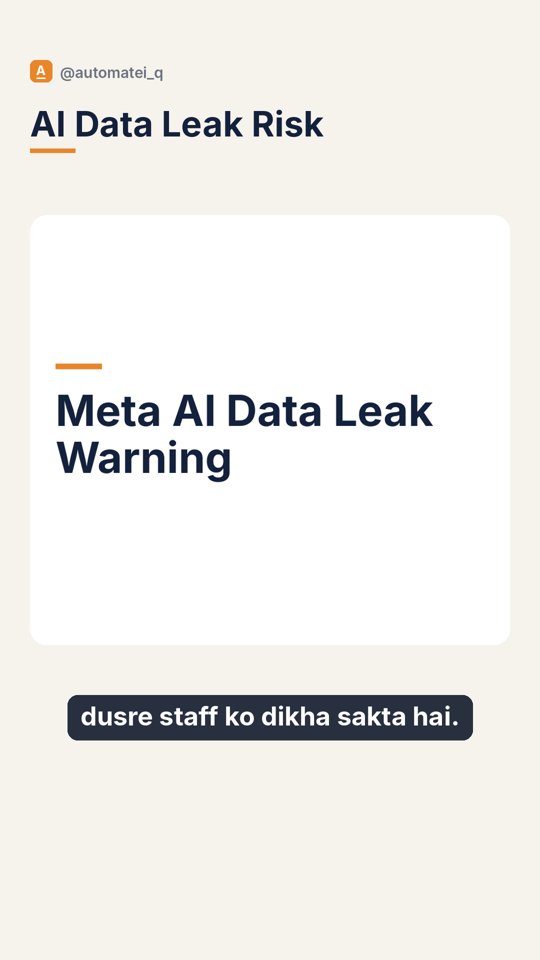 A @automatei_q
AI Data Leak Risk
Meta AI Data Leak
Warning
dusre staff ko dikha sakta hai.